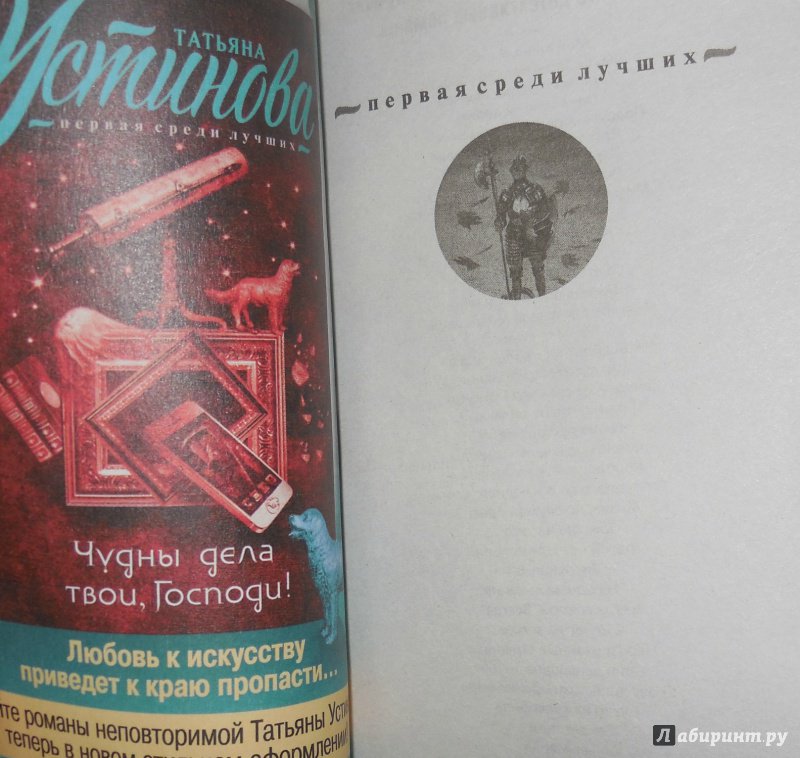 ТАТЬЯНА
Устинова
первая среди лучших
Чудны дела
твои, Господи!
Любовь к искусству
приведет к краю пропасти...
романы неповторимой Татьяны
теперь в новом
первая среди лучших
Лабиринт.ру